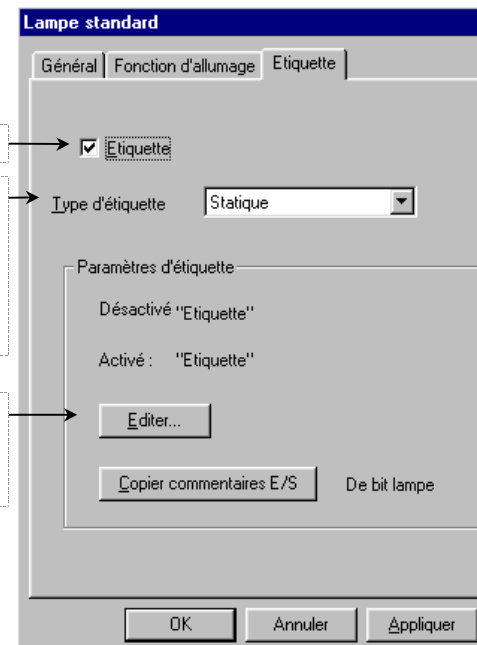 Lampe standard
Général Fonction d'allumage Etiquette
Etiquette
Type d'étiquette Statique
Paramètres d'étiquette
Désactivé "Etiquette"
Activé : "Etiquette"
Editer...
Copier commentaires E/S De bit lampe
OK Annuler Appliquer